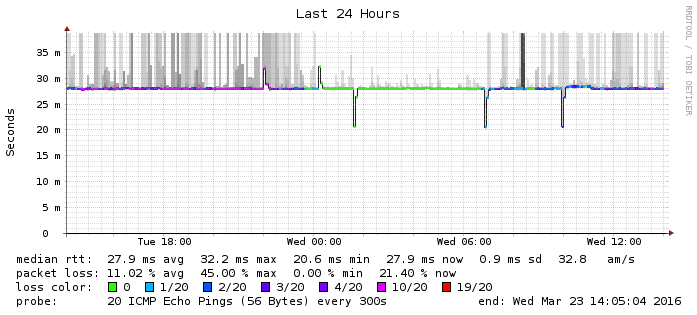 Last 24 Hours
RRDTOOL / TOBI OETIKER
Seconds
35 m
30 m
25 m
20 m
15 m
10 m
5 m
0
Tue 18:00 Wed 00:00 Wed 06:00 Wed 12:00
median rtt: 27.9 ms avg 32.2 ms max 20.6 ms min 27.9 ms now 0.9 ms sd 32.8 am/s
packet loss: 11.02 % avg 45.00 % max 0.00 % min 21.40 % now
loss color: 0 1/20 2/20 3/20 4/20 10/20 19/20
probe: 20 ICMP Echo Pings (56 Bytes) every 300s end: Wed Mar 23 14:05:04 2016